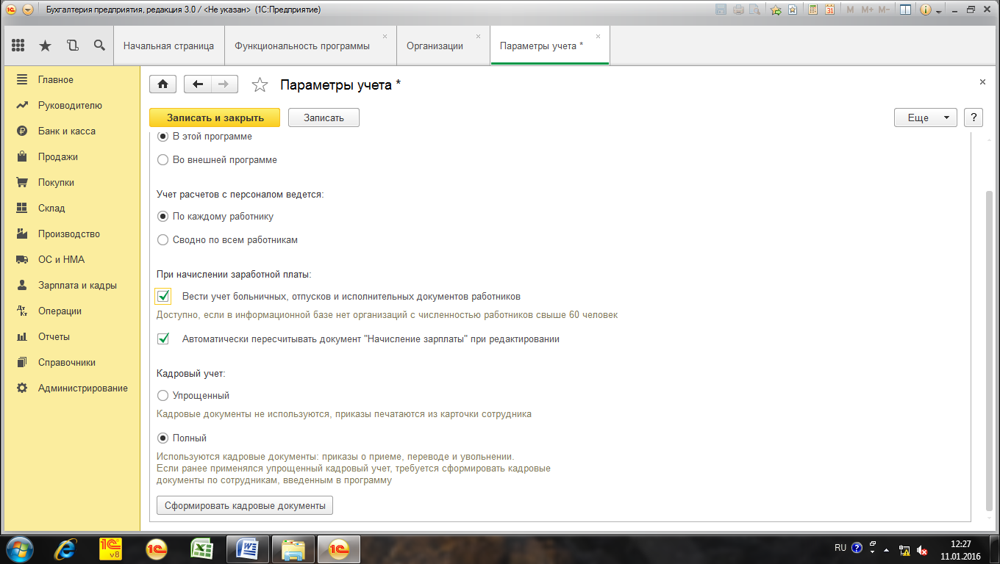 Бухгалтерия предприятия, редакция 3.0 / <Не указан> (1С:Предприятие)
M M+ M-
Начальная страница
Функциональность программы
Организации
Параметры учета *
Главное
Руководителю
Банк и касса
Продажи
Покупки
Склад
Производство
ОС и НМА
Зарплата и кадры
Операции
Отчеты
Справочники
Администрирование
Параметры учета *
Записать и закрыть
Записать
Еще
?
В этой программе
Во внешней программе
Учет расчетов с персоналом ведется:
По каждому работнику
Сводно по всем работникам
При начислении заработной платы:
Вести учет больничных, отпусков и исполнительных документов работников
Доступно, если в информационной базе нет организаций с численностью работников свыше 60 человек
Автоматически пересчитывать документ "Начисление зарплаты" при редактировании
Кадровый учет:
Упрощенный
Кадровые документы не используются, приказы печатаются из карточки сотрудника
Полный
Используются кадровые документы: приказы о приеме, переводе и увольнении.
Если ранее применялся упрощенный кадровый учет, требуется сформировать кадровые
документы по сотрудникам, введенным в программу
Сформировать кадровые документы
1С
v8
1С
1С
RU
12:27
11.01.2016